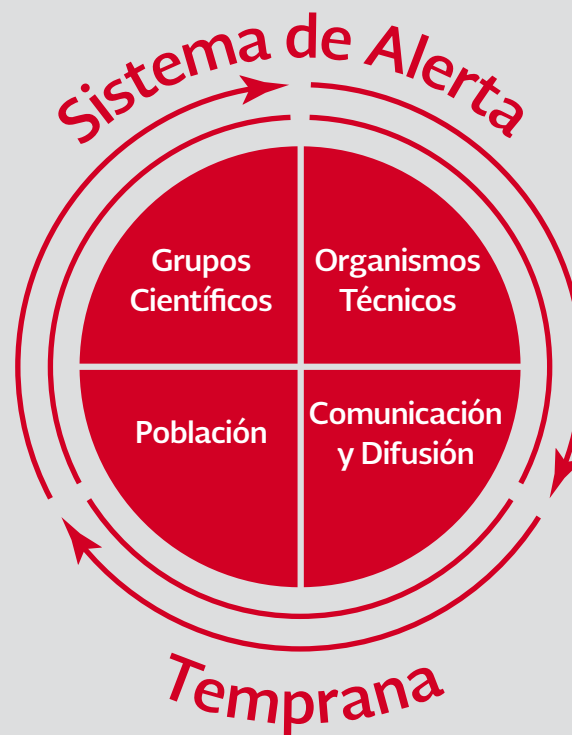 Sistema de Alerta
Grupos
Científicos
Organismos
Técnicos
Población
Comunicación
y Difusión
Temprana